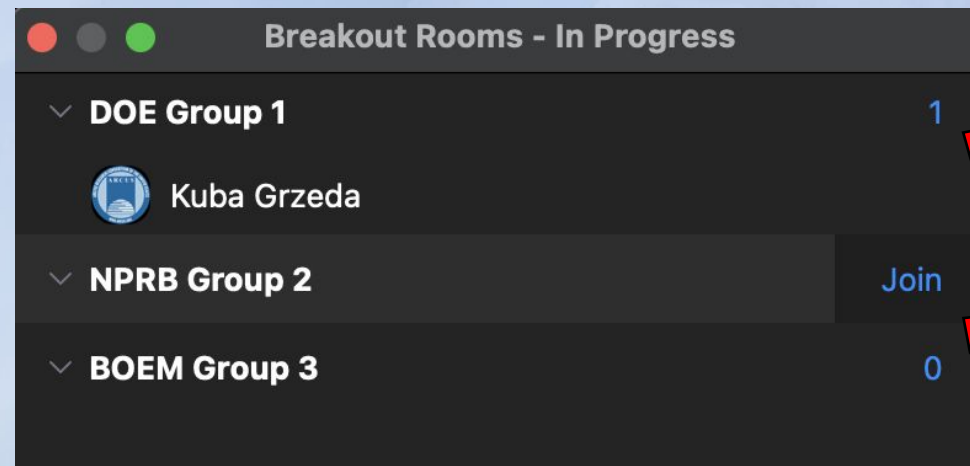 Breakout Rooms - In Progress
DOE Group 1 1
Kuba Grzeda
NPRB Group 2 Join
BOEM Group 3 0